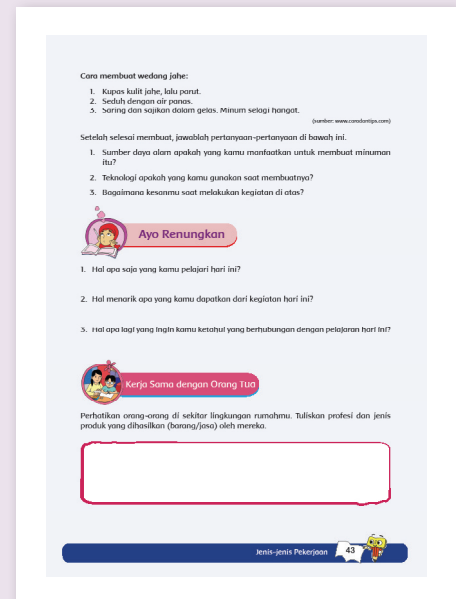 Cara membuat wedang jahe:
1. Kupas kulit jahe, lalu parut.
2. Seduh dengan air panas.
3. Saring dan sajikan dalam gelas. Minum selagi hangat.
(sumber: www.carodontips.com)
Setelah selesai membuat, jawablah pertanyaan-pertanyaan di bawah ini.
1. Sumber daya alam apakah yang kamu manfaatkan untuk membuat minuman
itu?
2. Teknologi apakah yang kamu gunakan saat membuatnya?
3. Bagaimana kesanmu saat melakukan kegiatan di atas?
Ayo Renungkan
1. Hal apa saja yang kamu pelajari hari ini?
2. Hal menarik apa yang kamu dapatkan dari kegiatan hari ini?
3. Hal apa lagi yang ingin kamu ketahui yang berhubungan dengan pelajaran hari ini?
Kerja Sama dengan Orang Tua
Perhatikan orang-orang di sekitar lingkungan rumahmu. Tuliskan profesi dan jenis
produk yang dihasilkan (barang/jasa) oleh mereka.
Jenis-jenis Pekerjaan
43